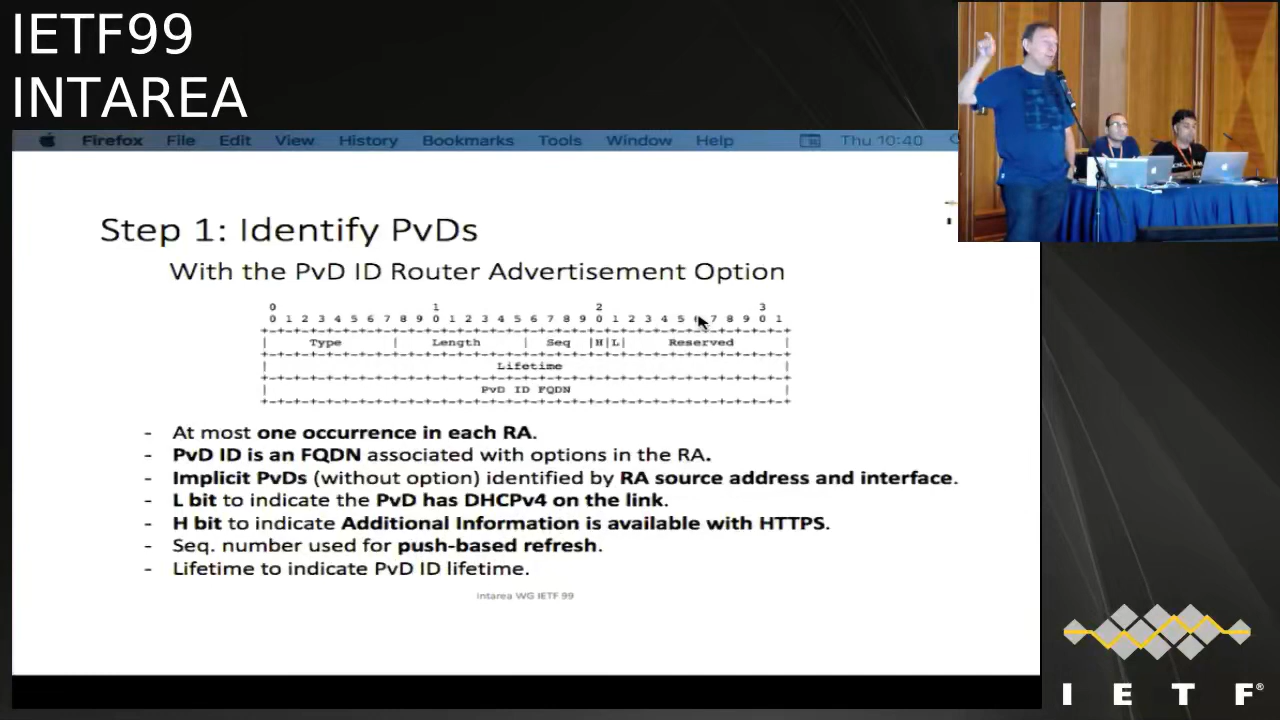 IETF99
INTAREA
Firefox File Edit View History Bookmarks Tools Window Help Thu 10:40
Step 1: Identify PvDs
With the PvD ID Router Advertisement Option
0 1 2 3
0 1 2 3 4 5 6 7 8 9 0 1 2 3 4 5 6 7 8 9 0 1 2 3 4 5 6 7 8 9 0 1
+-+-+-+-+-+-+-+-+-+-+-+-+-+-+-+-+-+-+-+-+-+-+-+-+-+-+-+-+-+-+-+-+
| Type | Length | Seq |H|L| Reserved |
+-+-+-+-+-+-+-+-+-+-+-+-+-+-+-+-+-+-+-+-+-+-+-+-+-+-+-+-+-+-+-+-+
| Lifetime |
+-+-+-+-+-+-+-+-+-+-+-+-+-+-+-+-+-+-+-+-+-+-+-+-+-+-+-+-+-+-+-+-+
| PvD ID FQDN |
+-+-+-+-+-+-+-+-+-+-+-+-+-+-+-+-+-+-+-+-+-+-+-+-+-+-+-+-+-+-+-+-+
- At most one occurrence in each RA.
- PvD ID is an FQDN associated with options in the RA.
- Implicit PvDs (without option) identified by RA source address and interface.
- L bit to indicate the PvD has DHCPv4 on the link.
- H bit to indicate Additional Information is available with HTTPS.
- Seq. number used for push-based refresh.
- Lifetime to indicate PvD ID lifetime.
Intarea WG IETF 99
I E T F®